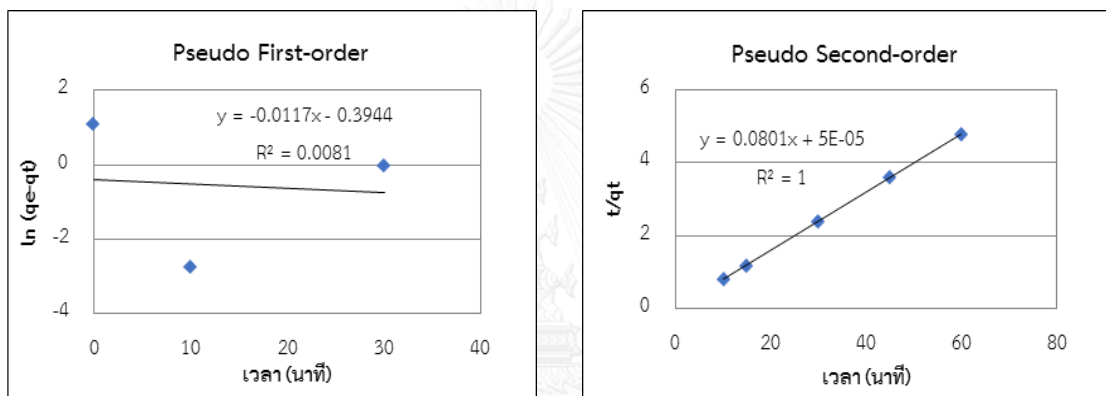 Pseudo First-order
y = -0.0117x - 0.3944
R² = 0.0081
ln (qe-qt)
2
0
-2
-4
0 10 20 30 40
เวลา (นาที)
Pseudo Second-order
y = 0.0801x + 5E-05
R² = 1
t/qt
6
4
2
0
0 20 40 60 80
เวลา (นาที)